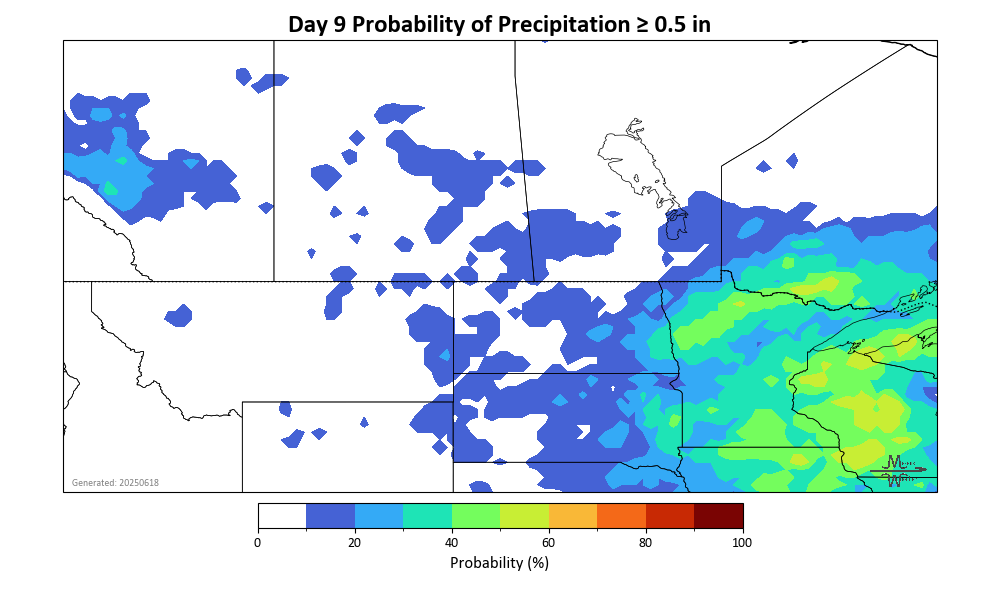 Day 9 Probability of Precipitation ≥ 0.5 in
Generated: 20250618
0 20 40 60 80 100
Probability (%)